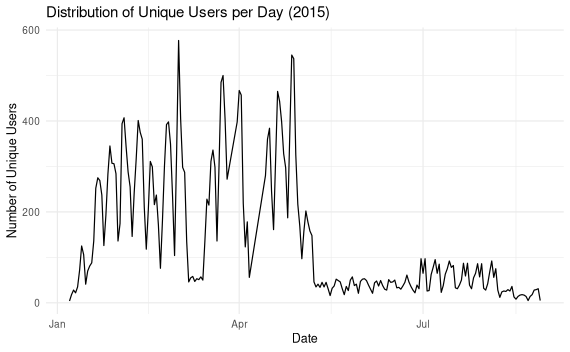 Distribution of Unique Users per Day (2015)
600
400
200
0
Number of Unique Users
Jan
Apr
Jul
Date